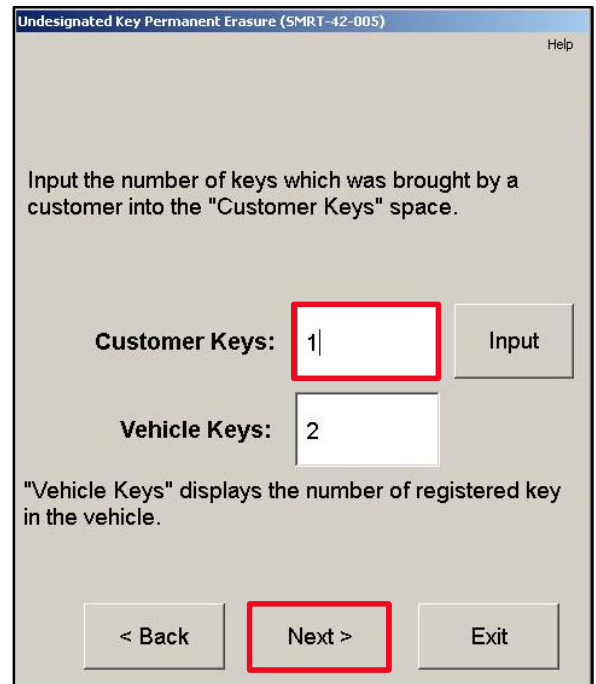 Undesignated Key Permanent Erasure (SMRT-42-005)
Help
Input the number of keys which was brought by a
customer into the "Customer Keys" space.
Customer Keys: 1 Input
Vehicle Keys: 2
"Vehicle Keys" displays the number of registered key
in the vehicle.
< Back Next > Exit